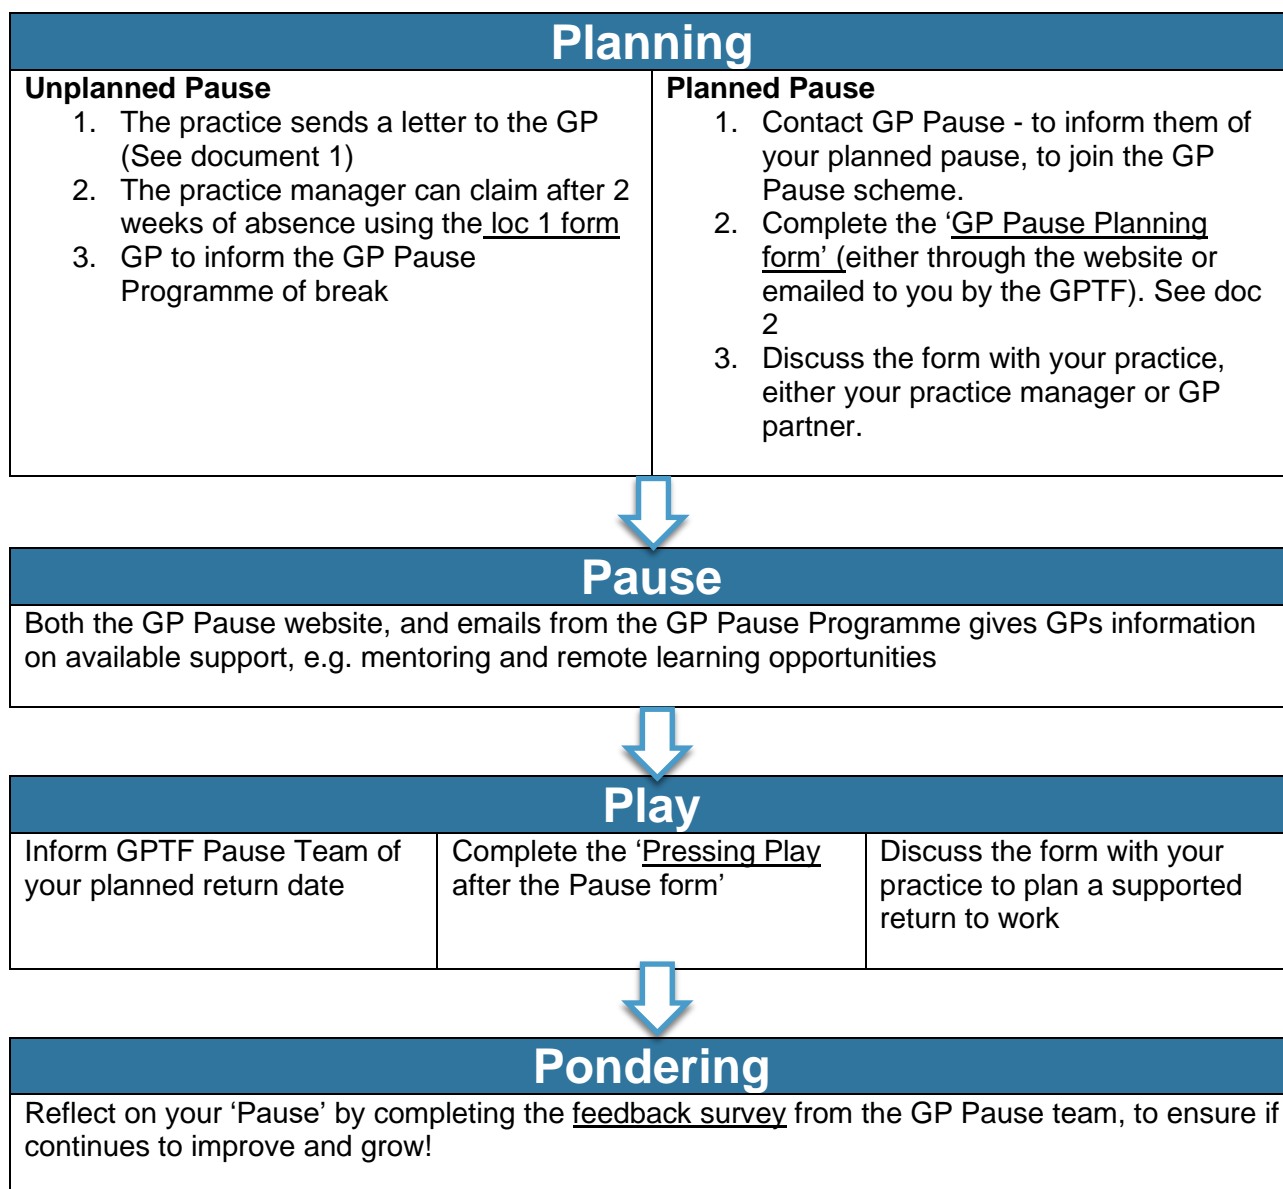 Planning
Unplanned Pause
1. The practice sends a letter to the GP
(See document 1)
2. The practice manager can claim after 2
weeks of absence using the loc 1 form
3. GP to inform the GP Pause
Programme of break
Planned Pause
1. Contact GP Pause - to inform them of
your planned pause, to join the GP
Pause scheme.
2. Complete the ‘GP Pause Planning
form’ (either through the website or
emailed to you by the GPTF). See doc
2
3. Discuss the form with your practice,
either your practice manager or GP
partner.
Pause
Both the GP Pause website, and emails from the GP Pause Programme gives GPs information
on available support, e.g. mentoring and remote learning opportunities
Play
Inform GPTF Pause Team of
your planned return date
Complete the ‘Pressing Play
after the Pause form’
Discuss the form with your
practice to plan a supported
return to work
Pondering
Reflect on your ‘Pause’ by completing the feedback survey from the GP Pause team, to ensure if
continues to improve and grow!